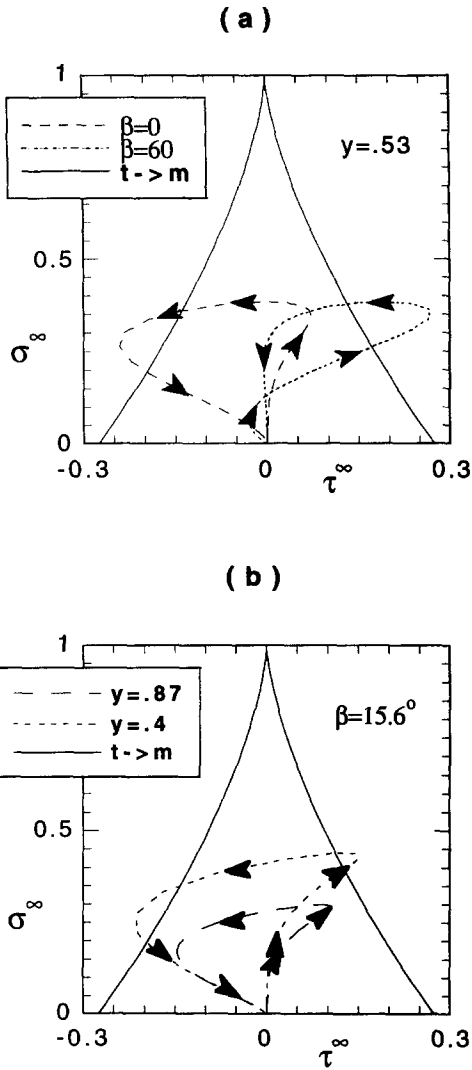 (a)
1
β=0
β=60
t->m
y=.53
0.5
σ∞
0
-0.3
0
0.3
τ∞
(b)
1
y=.87
y=.4
t->m
β=15.6°
0.5
σ∞
0
-0.3
0
0.3
τ∞